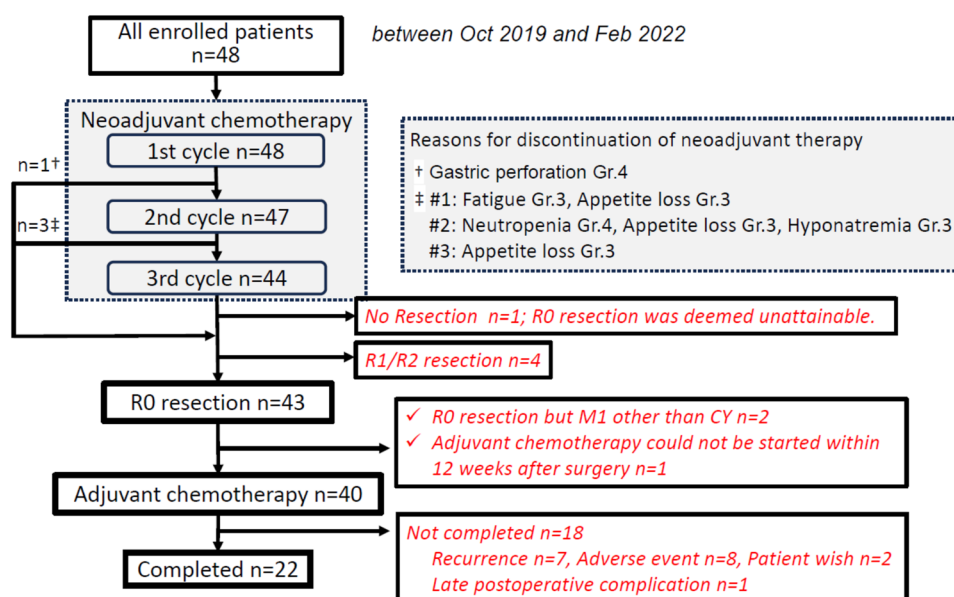 All enrolled patients
n=48
between Oct 2019 and Feb 2022
Neoadjuvant chemotherapy
1st cycle n=48
n=1†
2nd cycle n=47
n=3‡
3rd cycle n=44
Reasons for discontinuation of neoadjuvant therapy
† Gastric perforation Gr.4
‡ #1: Fatigue Gr.3, Appetite loss Gr.3
#2: Neutropenia Gr.4, Appetite loss Gr.3, Hyponatremia Gr.3
#3: Appetite loss Gr.3
No Resection n=1; R0 resection was deemed unattainable.
R1/R2 resection n=4
R0 resection n=43
✓ R0 resection but M1 other than CY n=2
✓ Adjuvant chemotherapy could not be started within
12 weeks after surgery n=1
Adjuvant chemotherapy n=40
Not completed n=18
Recurrence n=7, Adverse event n=8, Patient wish n=2
Late postoperative complication n=1
Completed n=22